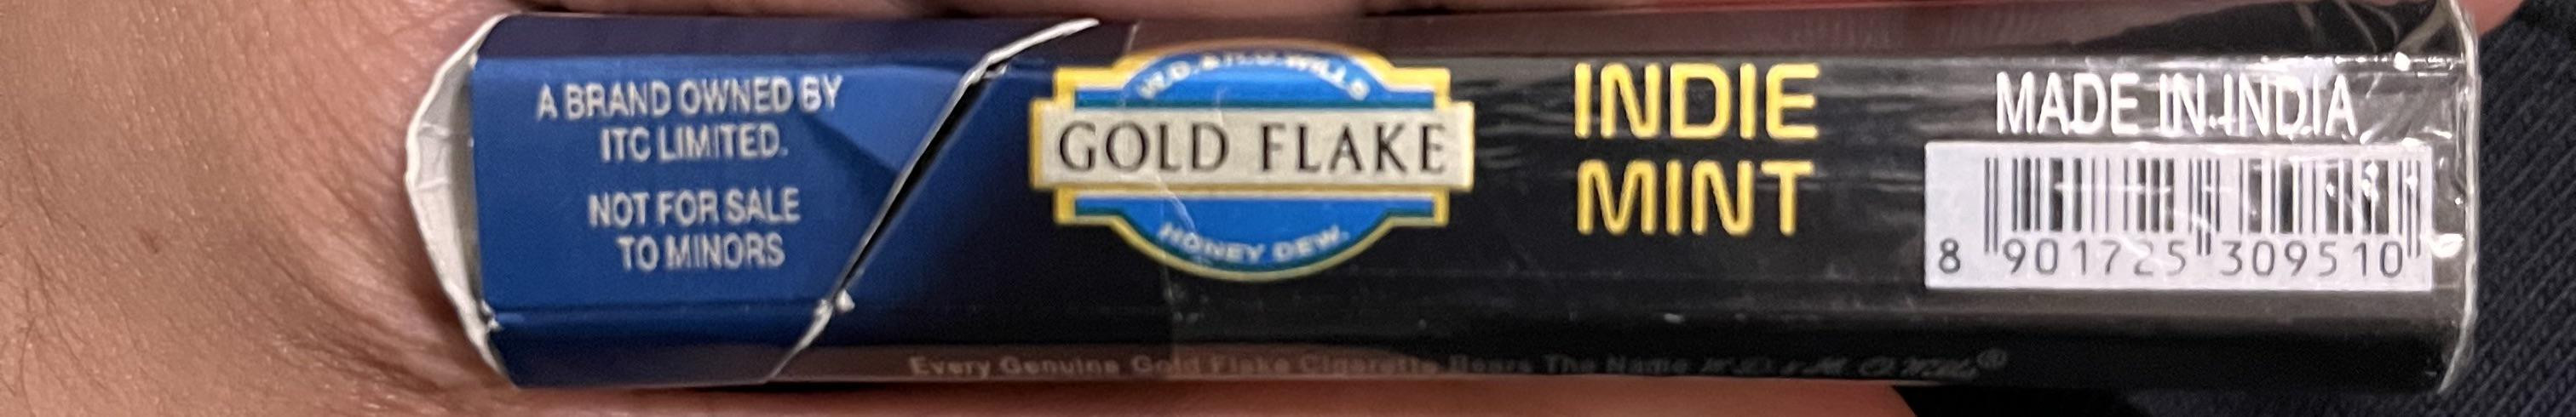 A BRAND OWNED BY
ITC LIMITED.
NOT FOR SALE
TO MINORS
W.D. & H.O. WILLS
GOLD FLAKE
HONEY DEW.
INDIE
MINT
MADE IN INDIA
8 901725 309510
Every Genuine Gold Flake Cigarette Bears The Name